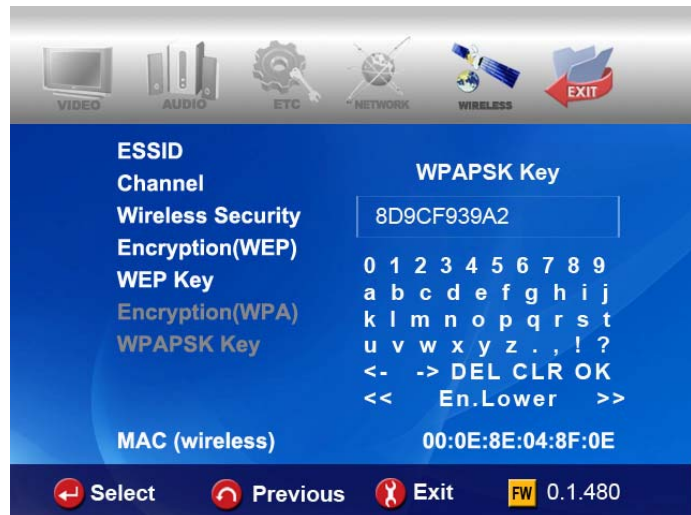 VIDEO AUDIO ETC NETWORK WIRELESS EXIT
ESSID
Channel
Wireless Security
Encryption(WEP)
WEP Key
Encryption(WPA)
WPAPSK Key
MAC (wireless)
WPAPSK Key
8D9CF939A2
0 1 2 3 4 5 6 7 8 9
a b c d e f g h i j
k l m n o p q r s t
u v w x y z . , ! ?
<- -> DEL CLR OK
<< En.Lower >>
00:0E:8E:04:8F:0E
Select Previous Exit FW 0.1.480